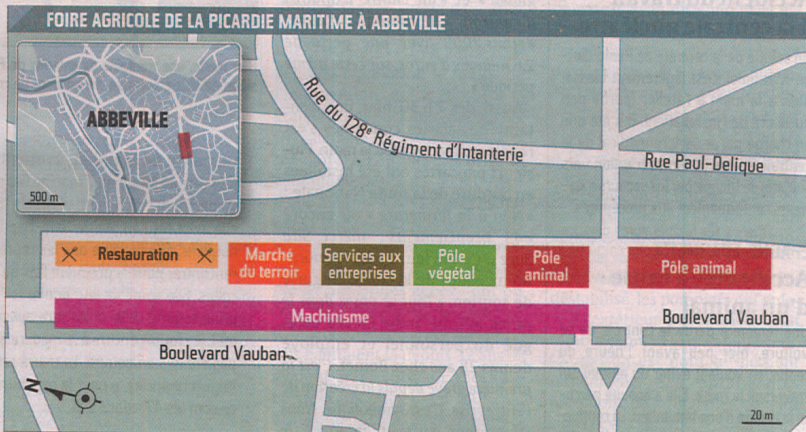 FOIRE AGRICOLE DE LA PICARDIE MARITIME À ABBEVILLE
ABBEVILLE
500 m
Rue du 128e Régiment d'Intanterie
Rue Paul-Delique
Restauration
Marché
du terroir
Services aux
entreprises
Pôle
végétal
Pôle
animal
Pôle animal
Machinisme
Boulevard Vauban
Boulevard Vauban
N
20 m